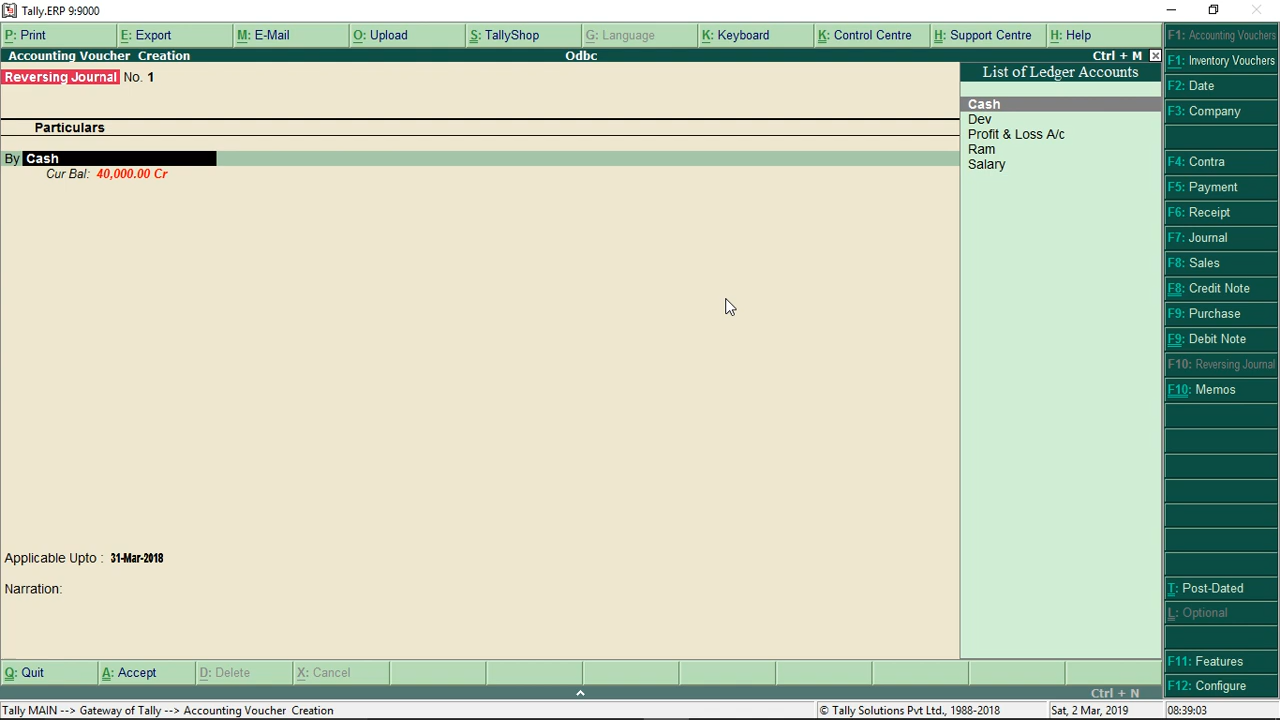 Tally.ERP 9:9000
P: Print E: Export M: E-Mail O: Upload S: TallyShop G: Language K: Keyboard K: Control Centre H: Support Centre H: Help
Accounting Voucher Creation Odbc Ctrl + M
Reversing Journal No. 1
Particulars
By Cash
Cur Bal: 40,000.00 Cr
Applicable Upto : 31-Mar-2018
Narration:
List of Ledger Accounts
Cash
Dev
Profit & Loss A/c
Ram
Salary
F1: Accounting Vouchers
F1: Inventory Vouchers
F2: Date
F3: Company
F4: Contra
F5: Payment
F6: Receipt
F7: Journal
F8: Sales
F8: Credit Note
F9: Purchase
F9: Debit Note
F10: Reversing Journal
F10: Memos
T: Post-Dated
L: Optional
F11: Features
F12: Configure
Q: Quit A: Accept D: Delete X: Cancel
Ctrl + N
Tally MAIN --> Gateway of Tally --> Accounting Voucher Creation © Tally Solutions Pvt Ltd., 1988-2018 Sat, 2 Mar, 2019 08:39:03